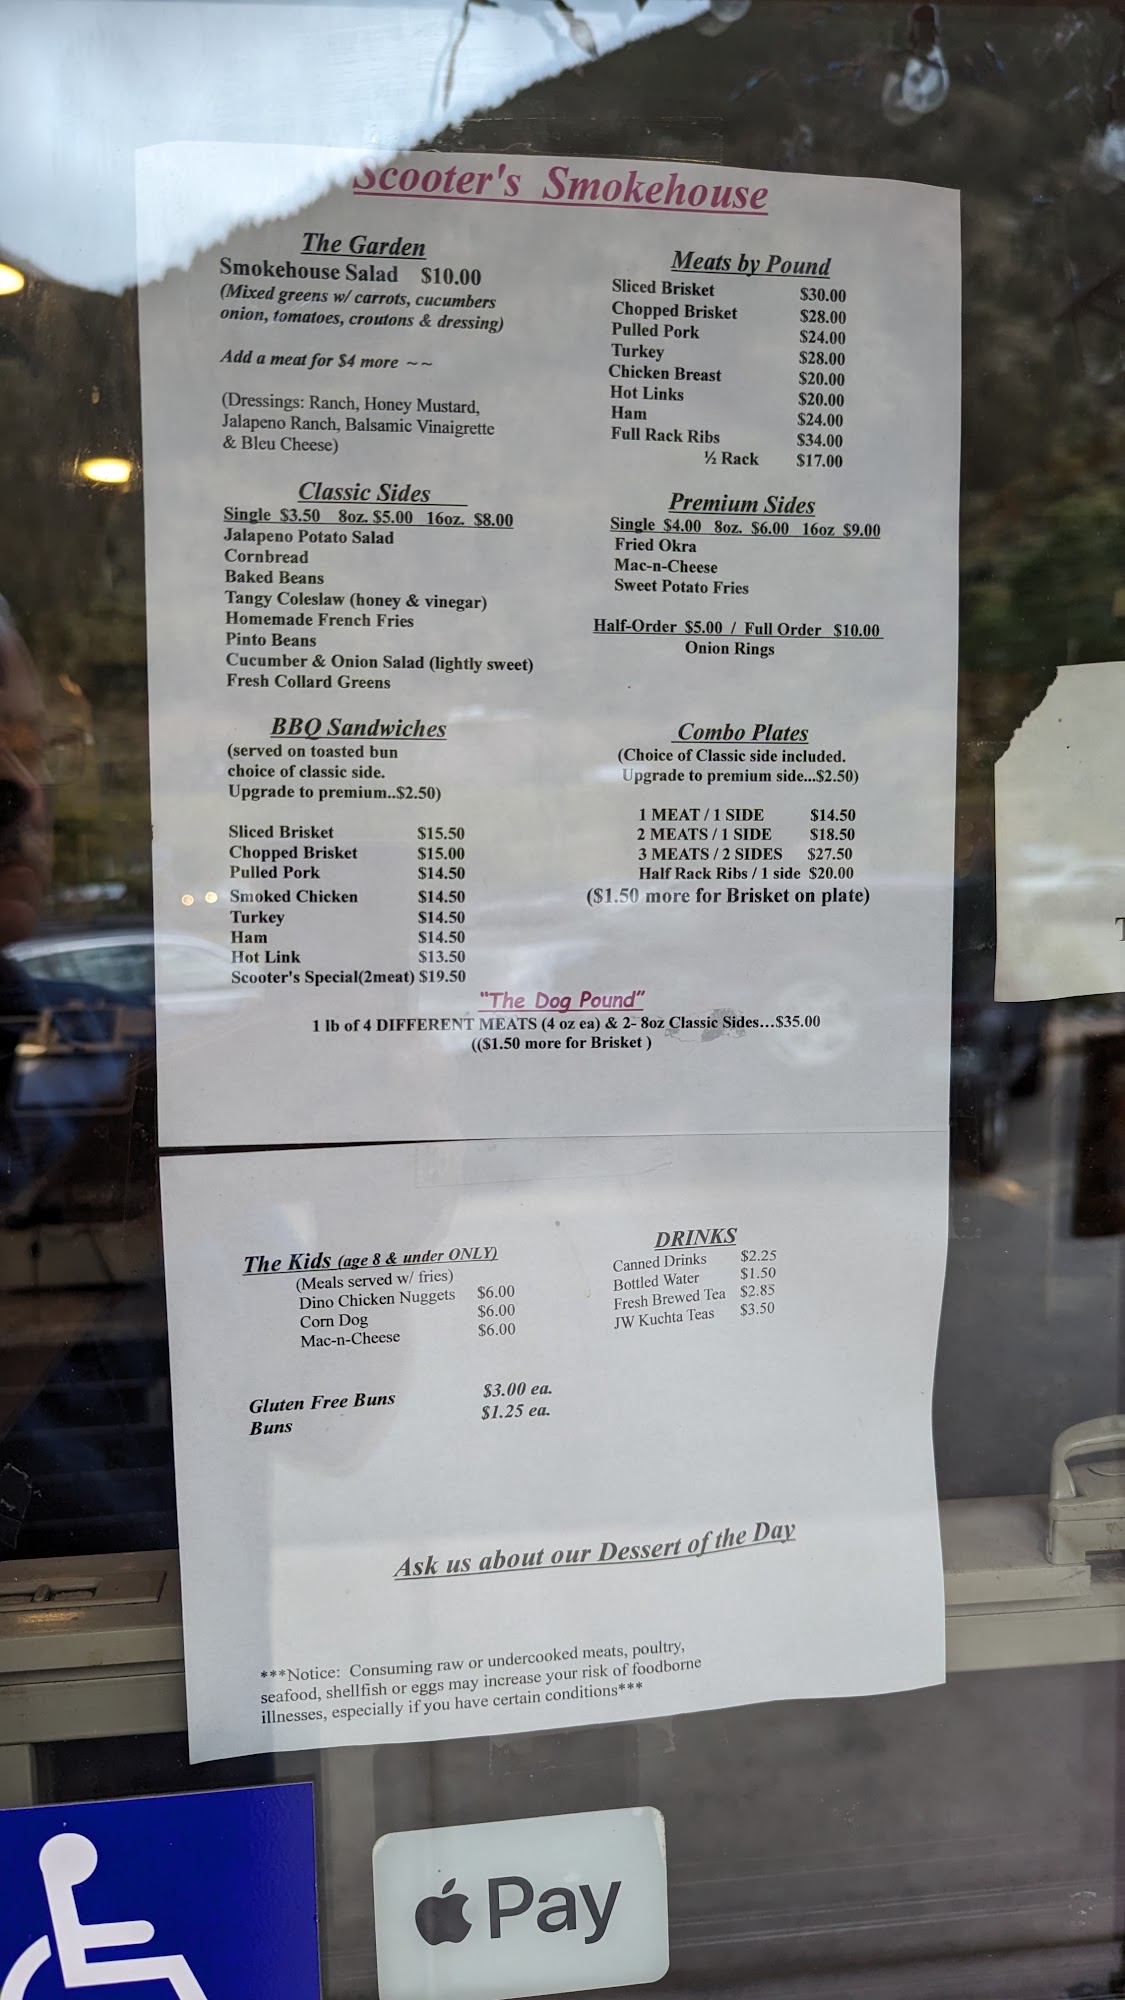 Scooter's Smokehouse
The Garden
Smokehouse Salad $10.00
(Mixed greens w/ carrots, cucumbers
onion, tomatoes, croutons & dressing)
Add a meat for $4 more ~~
(Dressings: Ranch, Honey Mustard,
Jalapeno Ranch, Balsamic Vinaigrette
& Bleu Cheese)
Meats by Pound
Sliced Brisket $30.00
Chopped Brisket $28.00
Pulled Pork $24.00
Turkey $28.00
Chicken Breast $20.00
Hot Links $20.00
Ham $24.00
Full Rack Ribs $34.00
½ Rack $17.00
Classic Sides
Single $3.50 8oz. $5.00 16oz. $8.00
Jalapeno Potato Salad
Cornbread
Baked Beans
Tangy Coleslaw (honey & vinegar)
Homemade French Fries
Pinto Beans
Cucumber & Onion Salad (lightly sweet)
Fresh Collard Greens
Premium Sides
Single $4.00 8oz. $6.00 16oz $9.00
Fried Okra
Mac-n-Cheese
Sweet Potato Fries
Half-Order $5.00 / Full Order $10.00
Onion Rings
BBQ Sandwiches
(served on toasted bun
choice of classic side.
Upgrade to premium..$2.50)
Sliced Brisket $15.50
Chopped Brisket $15.00
Pulled Pork $14.50
Smoked Chicken $14.50
Turkey $14.50
Ham $14.50
Hot Link $13.50
Scooter's Special(2meat) $19.50
Combo Plates
(Choice of Classic side included.
Upgrade to premium side...$2.50)
1 MEAT / 1 SIDE $14.50
2 MEATS / 1 SIDE $18.50
3 MEATS / 2 SIDES $27.50
Half Rack Ribs / 1 side $20.00
($1.50 more for Brisket on plate)
"The Dog Pound"
1 lb of 4 DIFFERENT MEATS (4 oz ea) & 2- 8oz Classic Sides…$35.00
(($1.50 more for Brisket )
The Kids (age 8 & under ONLY)
(Meals served w/ fries)
Dino Chicken Nuggets $6.00
Corn Dog $6.00
Mac-n-Cheese $6.00
DRINKS
Canned Drinks $2.25
Bottled Water $1.50
Fresh Brewed Tea $2.85
JW Kuchta Teas $3.50
Gluten Free Buns $3.00 ea.
Buns $1.25 ea.
Ask us about our Dessert of the Day
***Notice: Consuming raw or undercooked meats, poultry,
seafood, shellfish or eggs may increase your risk of foodborne
illnesses, especially if you have certain conditions***
Pay